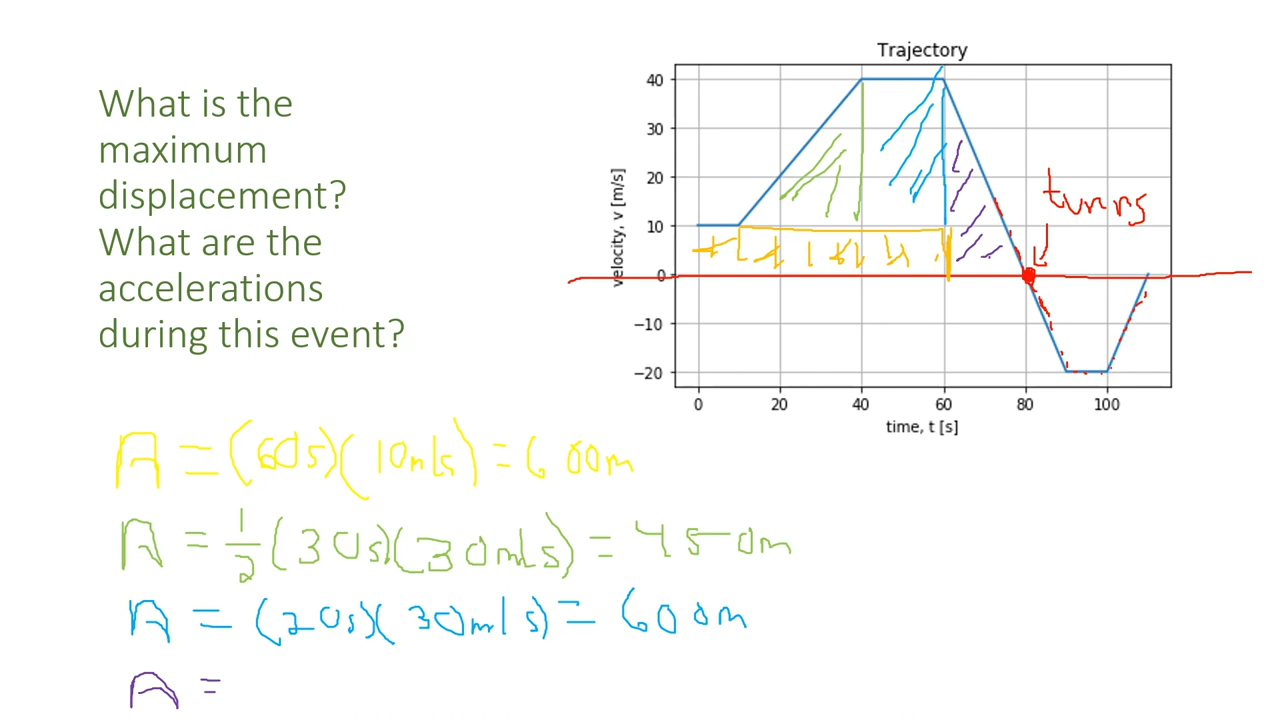 What is the
maximum
displacement?
What are the
accelerations
during this event?
Trajectory
velocity, v [m/s]
40
30
20
10
0
−10
−20
0 20 40 60 80 100
time, t [s]
turns
A = (60s)(10m/s) = 600m
A = 1/2 (30s)(30m/s) = 450m
A = (20s)(30m/s) = 600m
A =